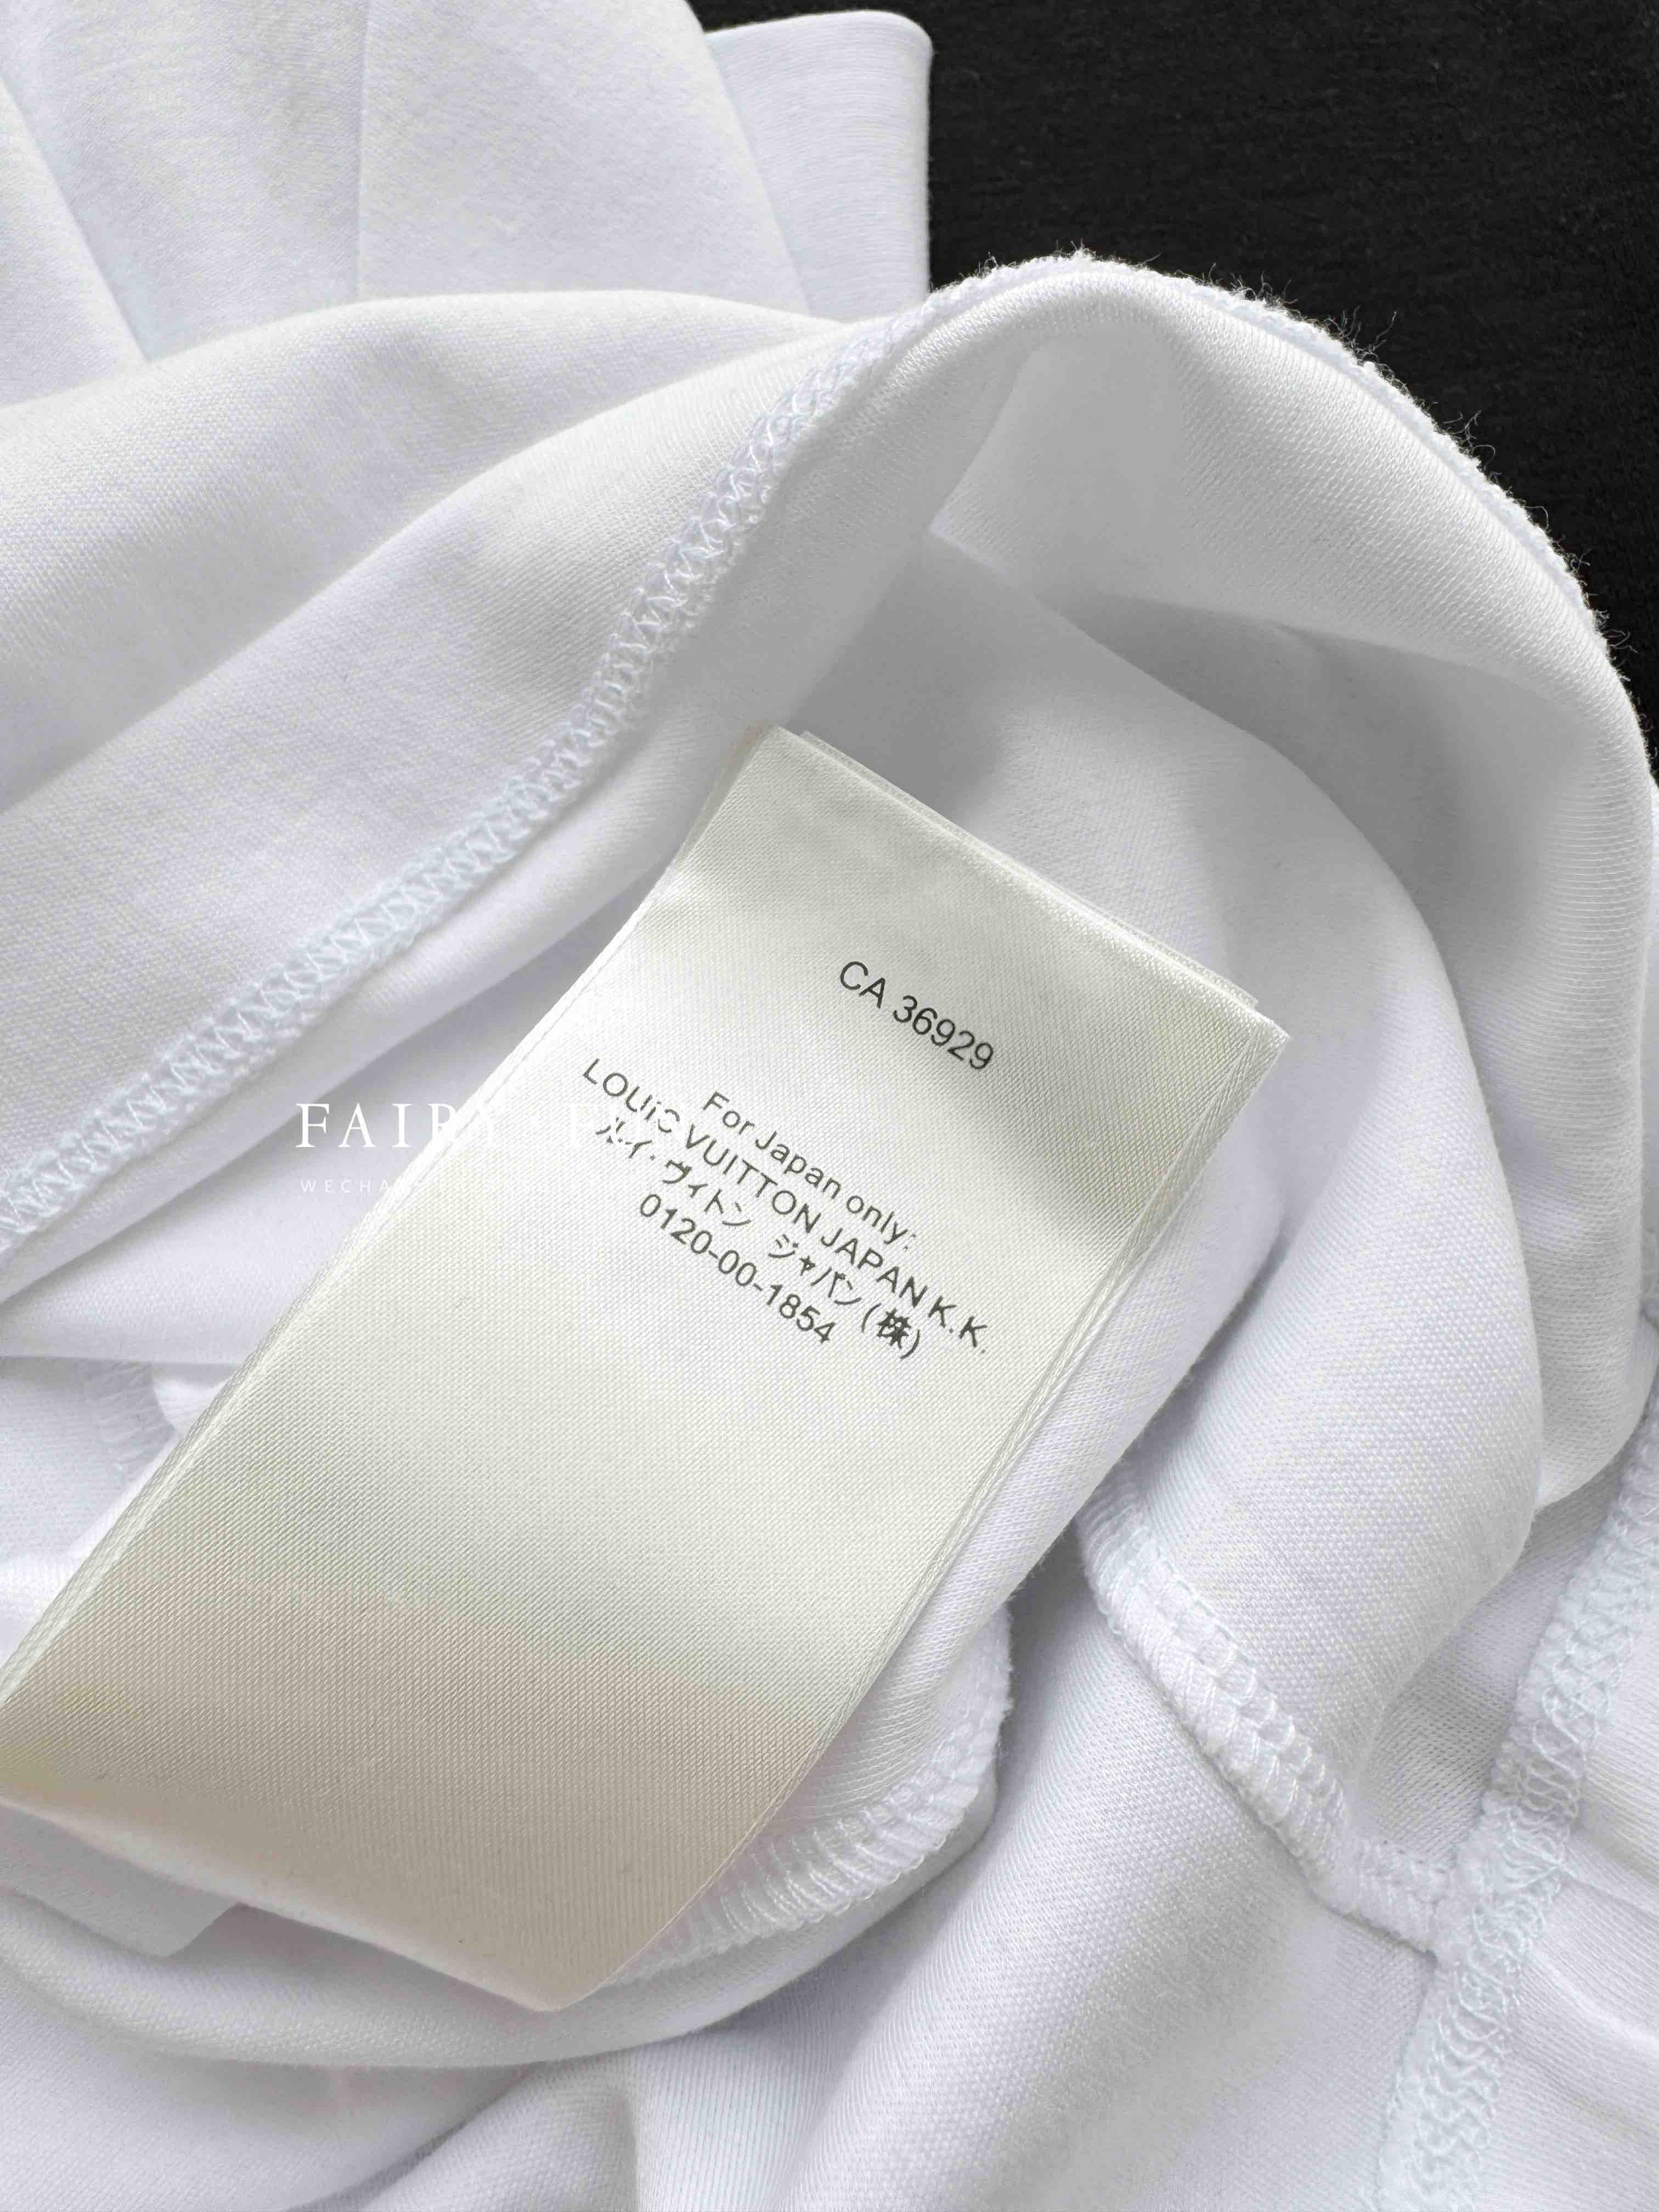 CA 36929
For Japan only:
LOUIS VUITTON JAPAN K.K.
ルイ・ヴィトン ジャパン (株)
0120-00-1854
FAIRY